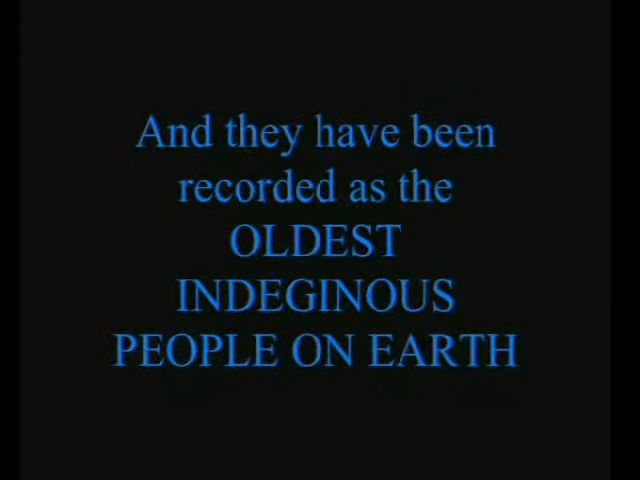 And they have been
recorded as the
OLDEST
INDEGINOUS
PEOPLE ON EARTH